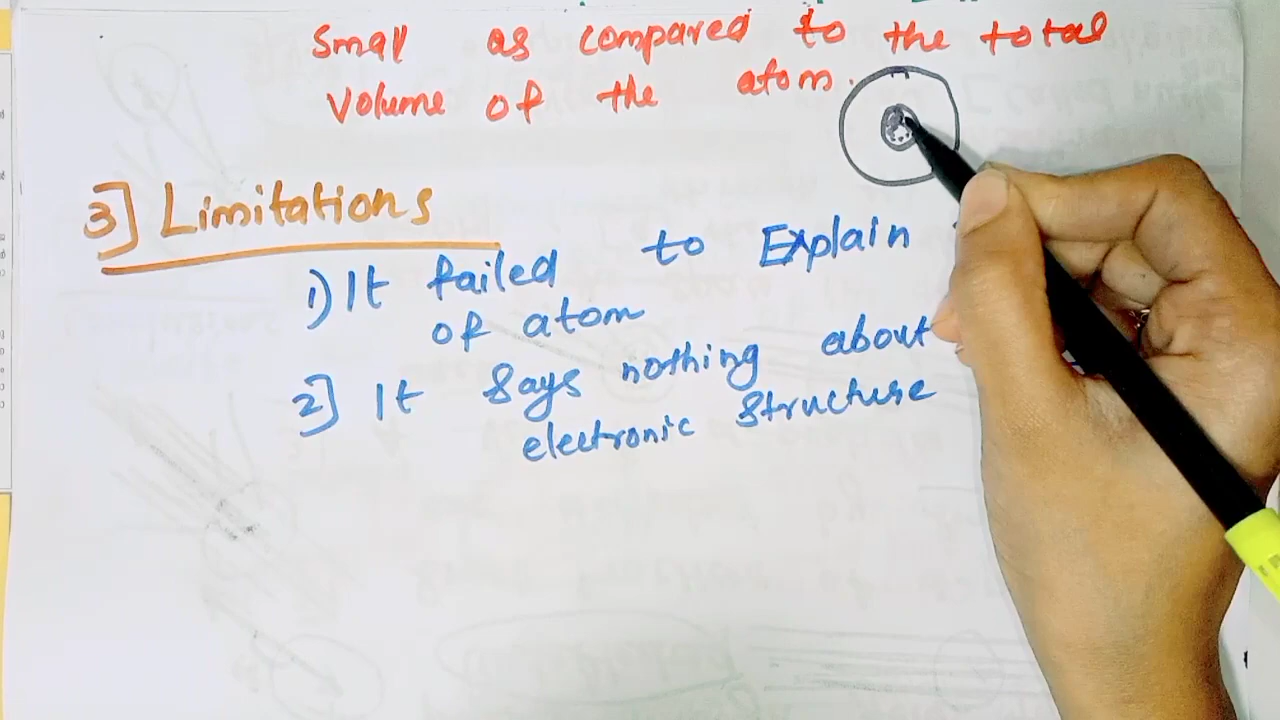 Small as compared to the total
volume of the atom.
3] Limitations
1) It failed to Explain
of atom
2] It says nothing about
electronic structure